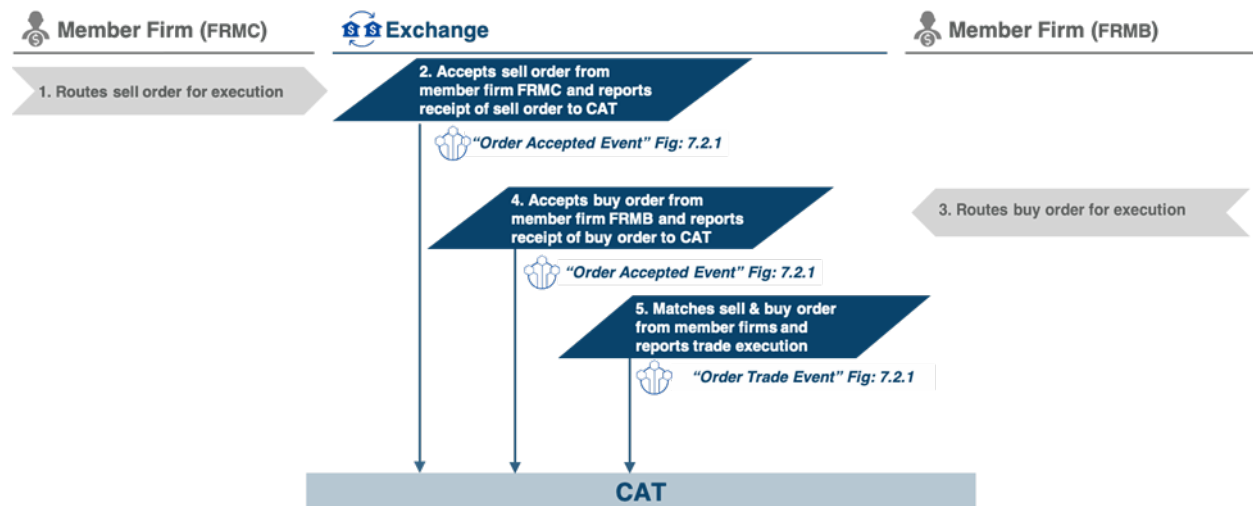 Member Firm (FRMC)
Exchange
Member Firm (FRMB)
1. Routes sell order for execution
2. Accepts sell order from
member firm FRMC and reports
receipt of sell order to CAT
"Order Accepted Event" Fig: 7.2.1
3. Routes buy order for execution
4. Accepts buy order from
member firm FRMB and reports
receipt of buy order to CAT
"Order Accepted Event" Fig: 7.2.1
5. Matches sell & buy order
from member firms and
reports trade execution
"Order Trade Event" Fig: 7.2.1
CAT